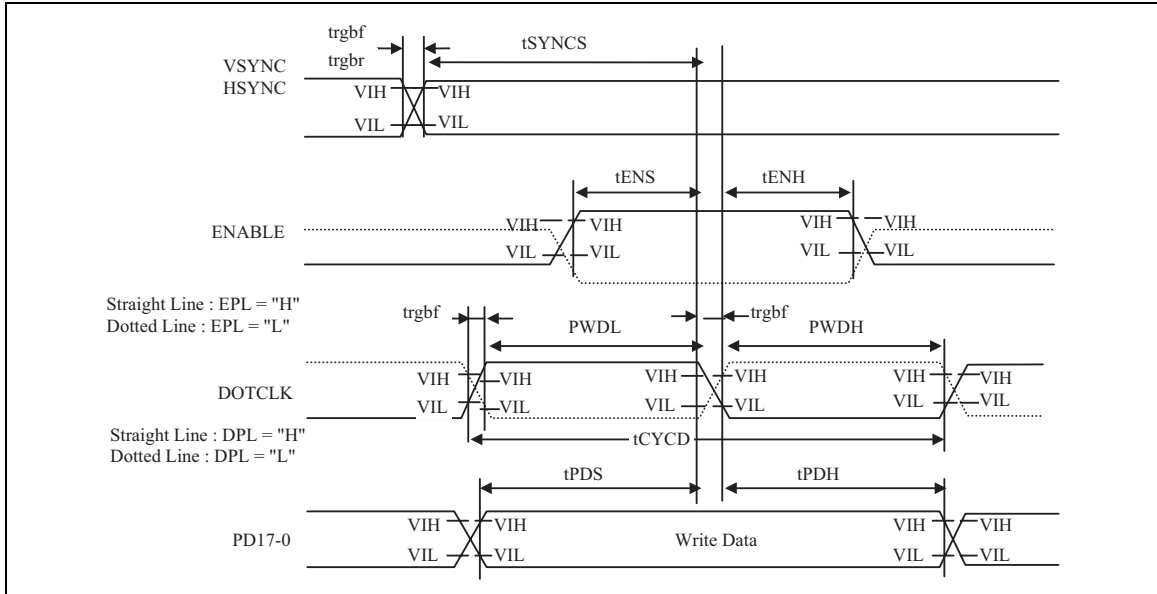 trgbf
tSYNCS
trgbr
VSYNC
HSYNC
VIH VIH
VIL VIL
tENS tENH
ENABLE
VIH VIH VIH VIH
VIL VIL VIL VIL
Straight Line : EPL = "H"
Dotted Line : EPL = "L"
trgbf trgbf
PWDL PWDH
DOTCLK
VIH VIH VIH VIH VIH VIH
VIL VIL VIL VIL VIL VIL
Straight Line : DPL = "H"
Dotted Line : DPL = "L"
tCYCD
tPDS tPDH
PD17-0
VIH VIH VIH VIH
Write Data
VIL VIL VIL VIL